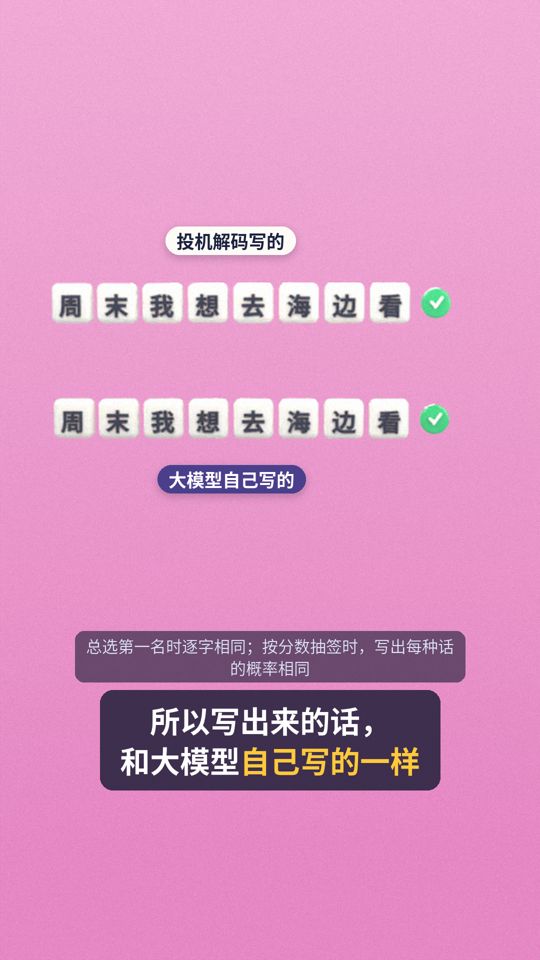 投机解码写的
周末我想去海边看
周末我想去海边看
大模型自己写的
总选第一名时逐字相同；按分数抽签时，写出每种话
的概率相同
所以写出来的话，
和大模型自己写的一样